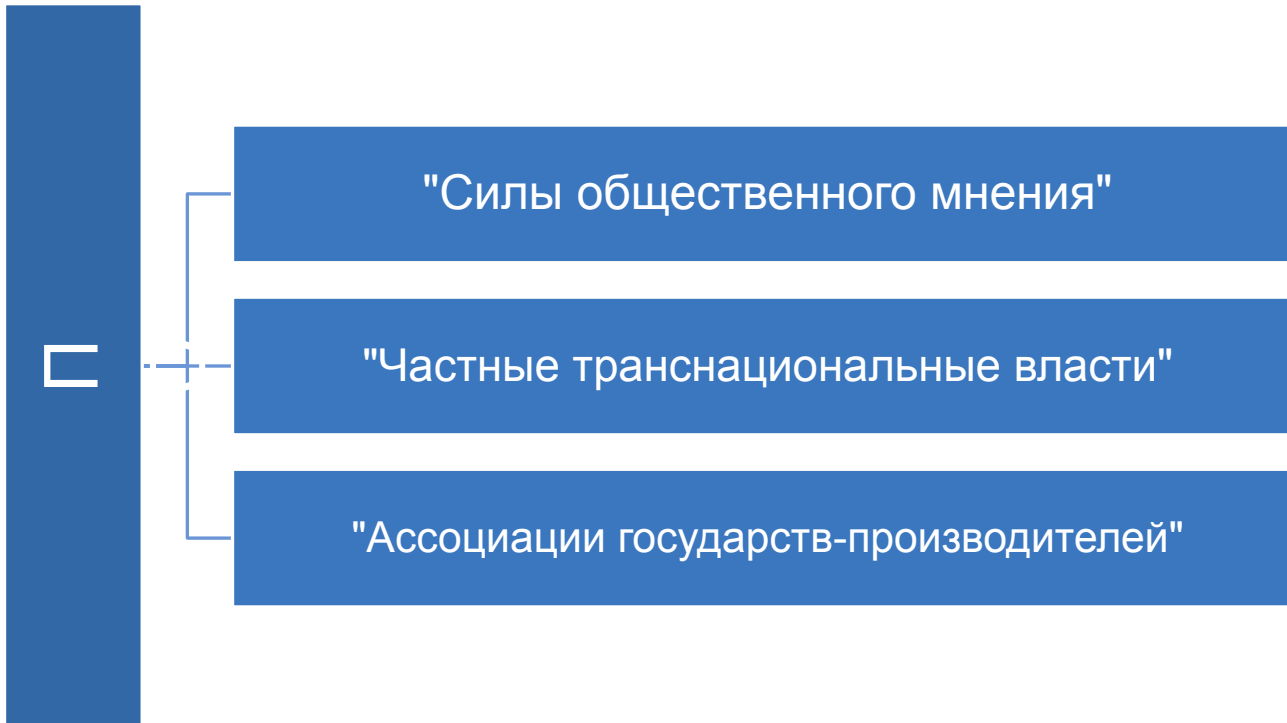 П
"Силы общественного мнения"
"Частные транснациональные власти"
"Ассоциации государств-производителей"